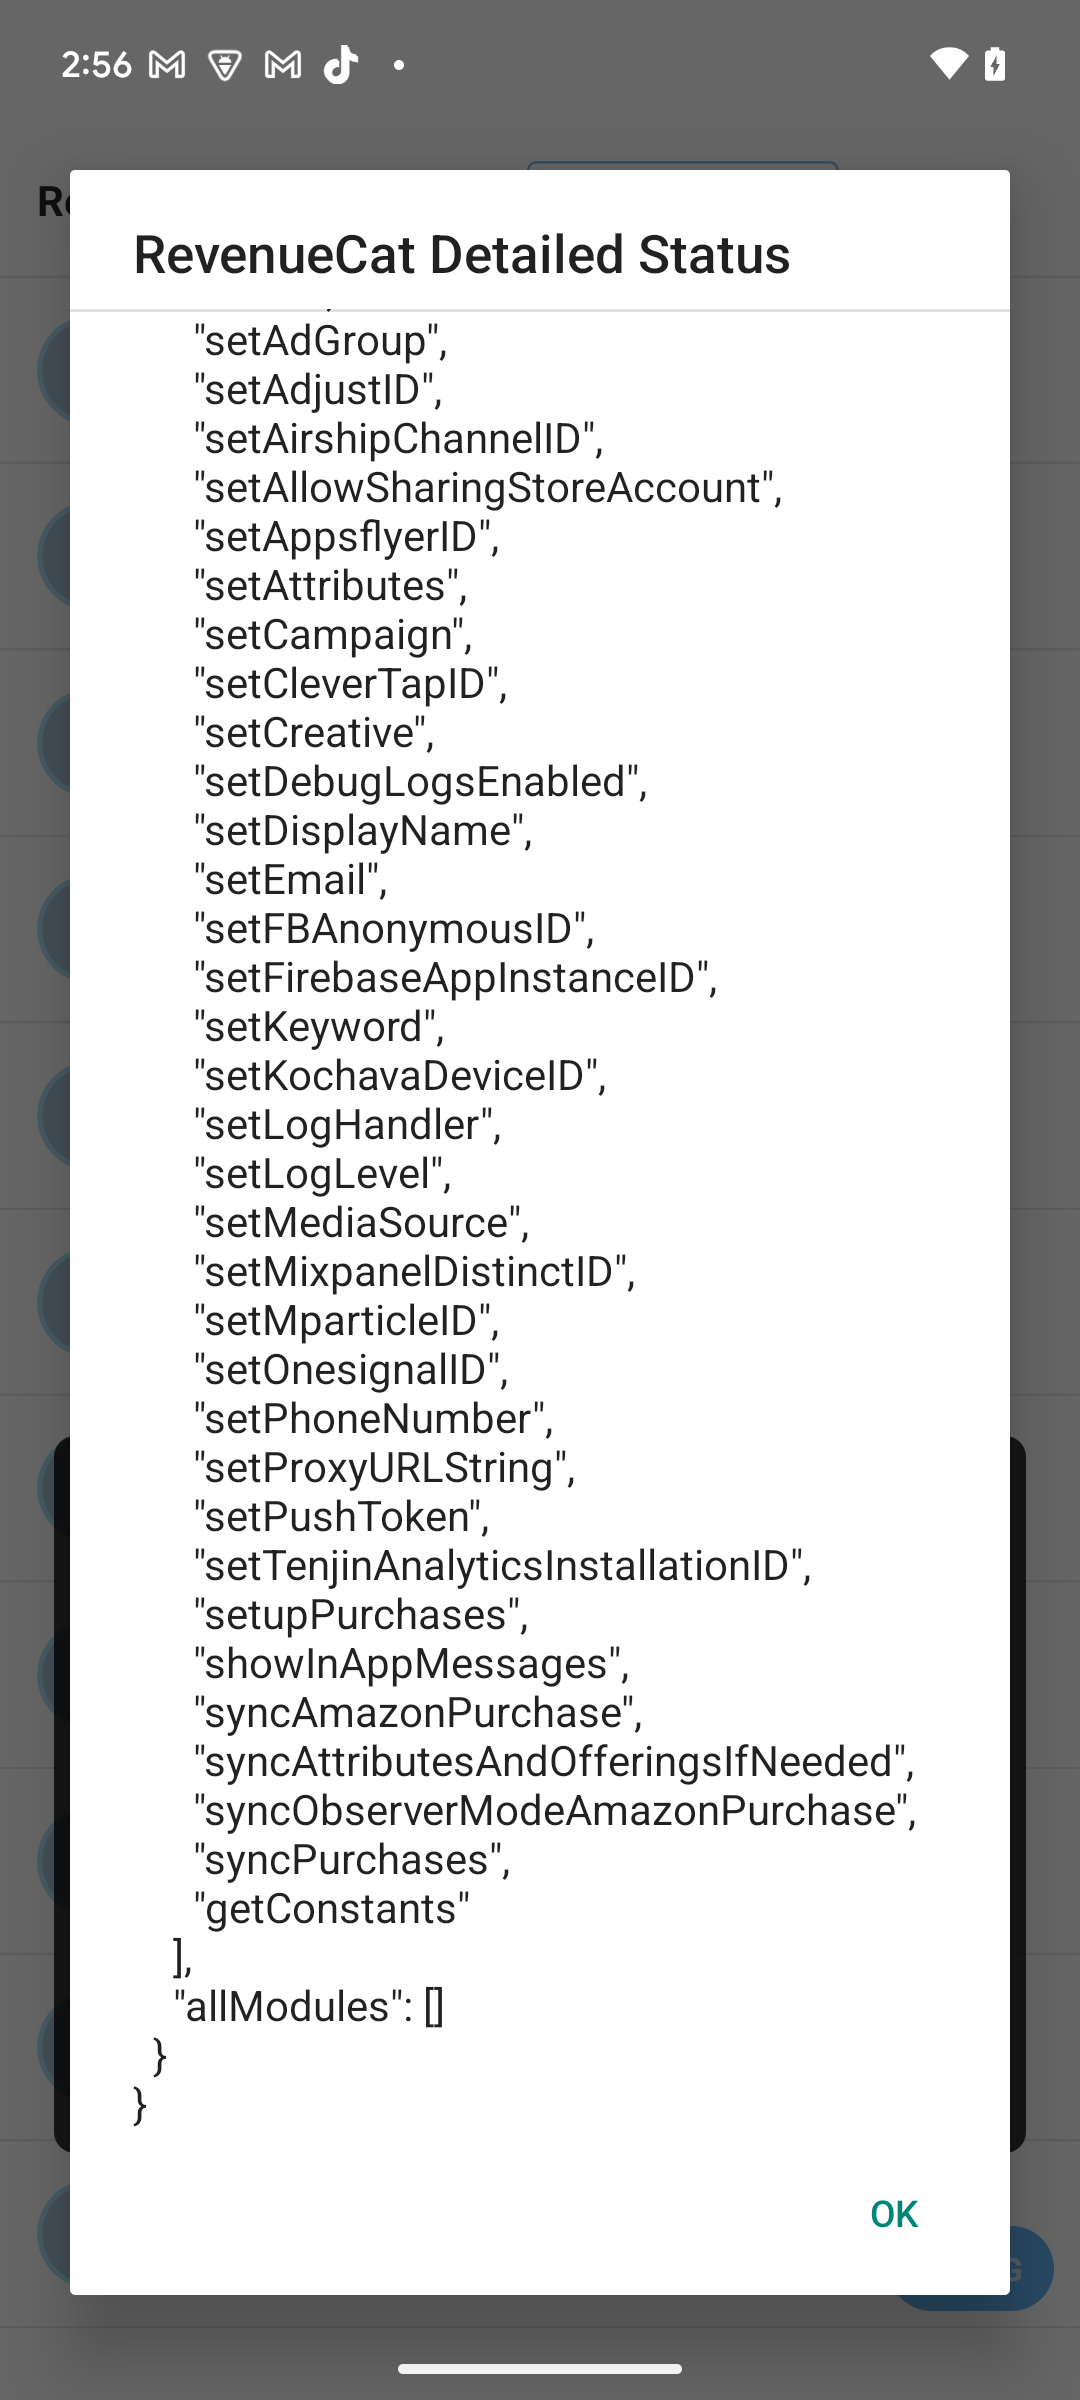 2:56
Re
RevenueCat Detailed Status
"setAdGroup",
"setAdjustID",
"setAirshipChannelID",
"setAllowSharingStoreAccount",
"setAppsflyerID",
"setAttributes",
"setCampaign",
"setCleverTapID",
"setCreative",
"setDebugLogsEnabled",
"setDisplayName",
"setEmail",
"setFBAnonymousID",
"setFirebaseAppInstanceID",
"setKeyword",
"setKochavaDeviceID",
"setLogHandler",
"setLogLevel",
"setMediaSource",
"setMixpanelDistinctID",
"setMparticleID",
"setOnesignalID",
"setPhoneNumber",
"setProxyURLString",
"setPushToken",
"setTenjinAnalyticsInstallationID",
"setupPurchases",
"showInAppMessages",
"syncAmazonPurchase",
"syncAttributesAndOfferingsIfNeeded",
"syncObserverModeAmazonPurchase",
"syncPurchases",
"getConstants"
],
"allModules": []
}
}
OK
G